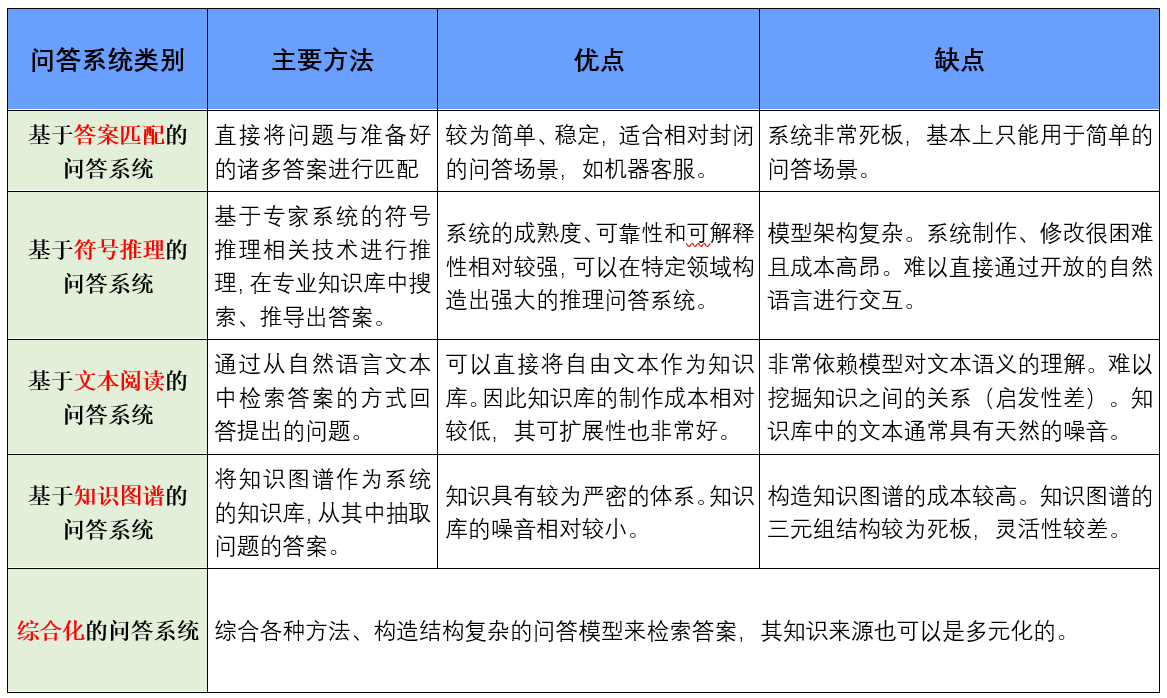 问答系统类别
主要方法
优点
缺点
基于答案匹配的
问答系统
直接将问题与准备好
的诸多答案进行匹配
较为简单、稳定，适合相对封闭
的问答场景，如机器客服。
系统非常死板，基本上只能用于简单的
问答场景。
基于符号推理的
问答系统
基于专家系统的符号
推理相关技术进行推
理，在专业知识库中搜
索、推导出答案。
系统的成熟度、可靠性和可解释
性相对较强，可以在特定领域构
造出强大的推理问答系统。
模型架构复杂。系统制作、修改很困难
且成本高昂。难以直接通过开放的自然
语言进行交互。
基于文本阅读的
问答系统
通过从自然语言文本
中检索答案的方式回
答提出的问题。
可以直接将自由文本作为知识
库。因此知识库的制作成本相对
较低，其可扩展性也非常好。
非常依赖模型对文本语义的理解。难以
挖掘知识之间的关系（启发性差）。知
识库中的文本通常具有天然的噪音。
基于知识图谱的
问答系统
将知识图谱作为系统
的知识库，从其中抽取
问题的答案。
知识具有较为严密的体系。知识
库的噪音相对较小。
构造知识图谱的成本较高。知识图谱的
三元组结构较为死板，灵活性较差。
综合化的问答系统
综合各种方法、构造结构复杂的问答模型来检索答案，其知识来源也可以是多元化的。